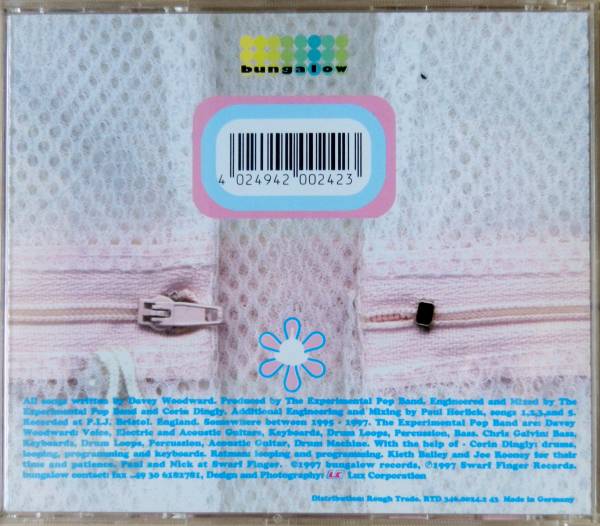 bungalow
4 024942 002423
All songs written by Davey Woodward. Produced by The Experimental Pop Band. Engineered and Mixed by The
Experimental Pop Band and Corin Dingly. Additional Engineering and Mixing by Paul Horlick, songs 1,2,3,and 5.
Recorded at P.I.J. Bristol. England. Somewhere between 1995 - 1997. The Experimental Pop Band are: Davey
Woodward: Voice, Electric and Acoustic Guitars, Keyboards, Drum Loops, Percussion, Bass. Chris Galvin: Bass,
Keyboards, Drum Loops, Percussion, Acoustic Guitar, Drum Machine. With the help of - Corin Dingly: drums,
looping, programming and keyboards. Batman: looping and programming. Kieth Bailey and Joe Rooney for their
time and patience. Paul and Nick at Swarf Finger. ©1997 bungalow records, ℗1997 Swarf Finger Records.
bungalow contact: fax ..49 30 6182781, Design and Photography: Lux Corporation
Distribution: Rough Trade. RTD 346.0024.2 43 Made in Germany